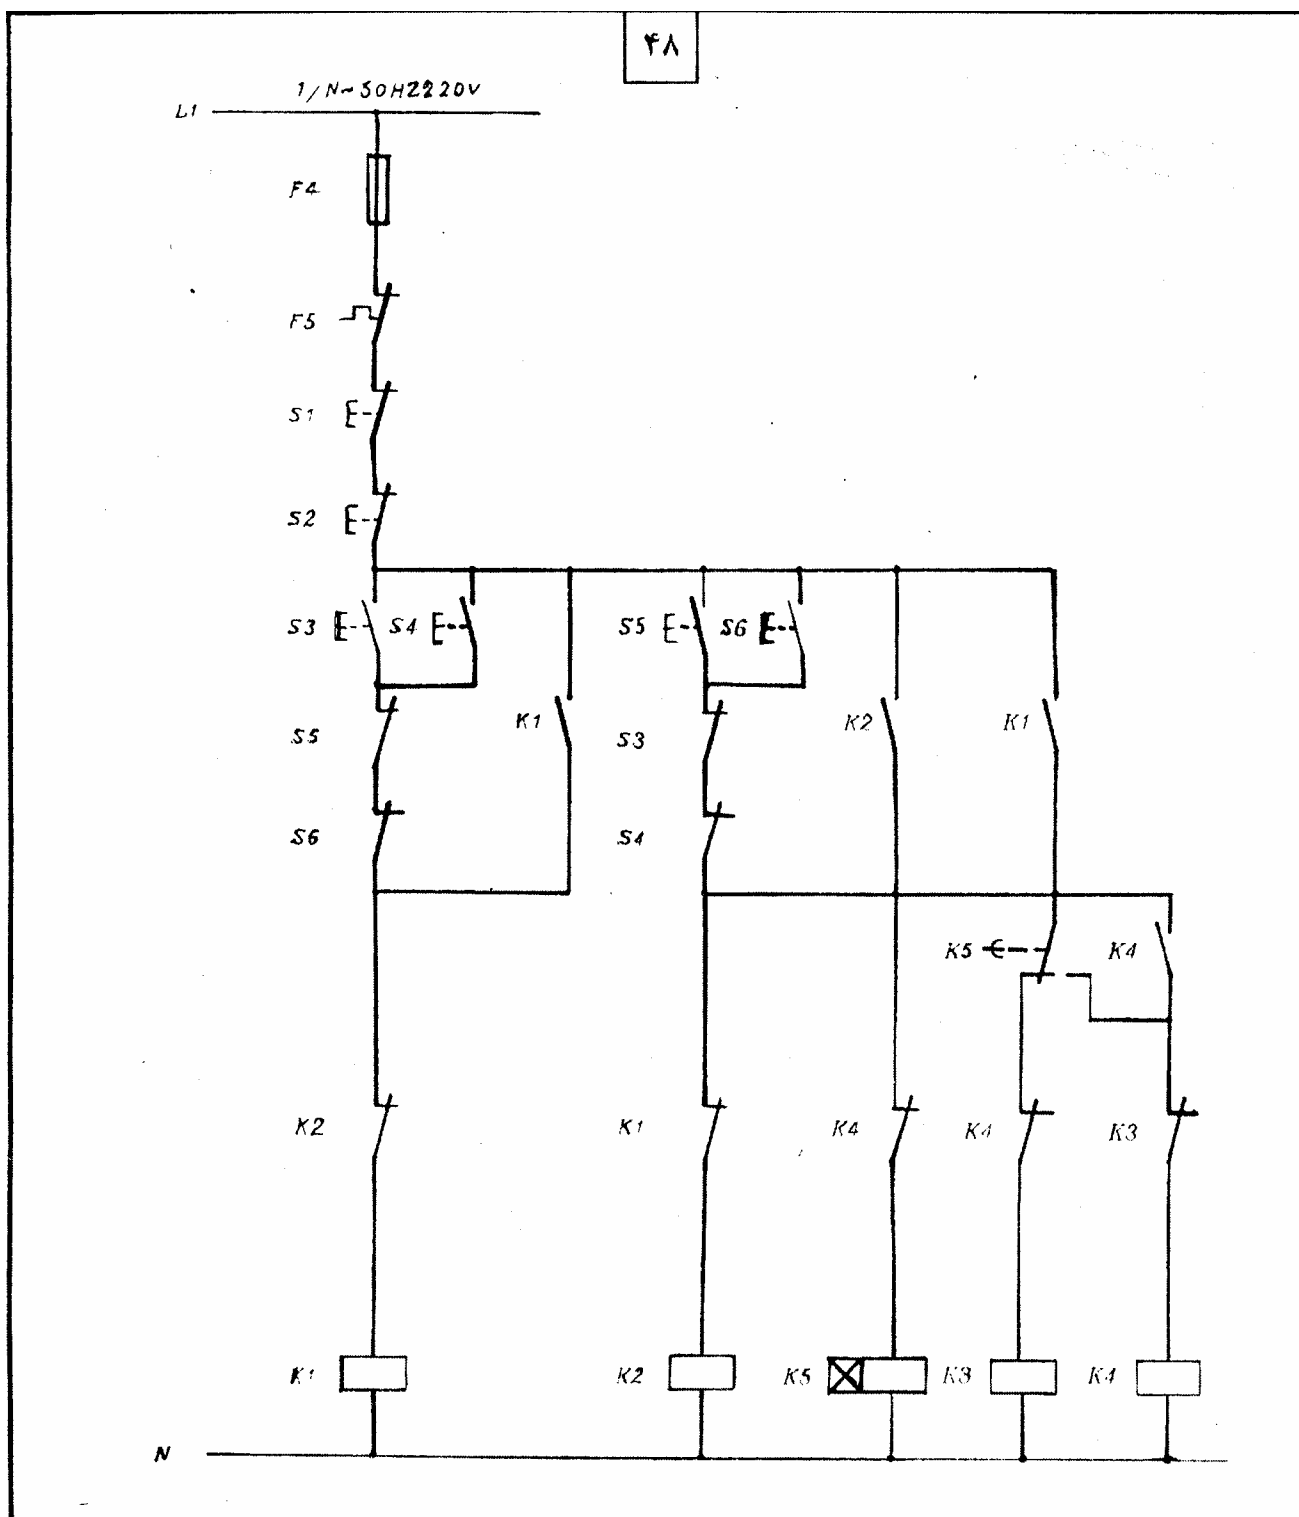 ۴۸
1/N~50HZ220V
L1
F4
F5
S1
S2
S3 S4 S5 S6
S5 K1 S3 K2 K1
S6 S4
K5 K4
K2 K1 K4 K4 K3
K1 K2 K5 K3 K4
N